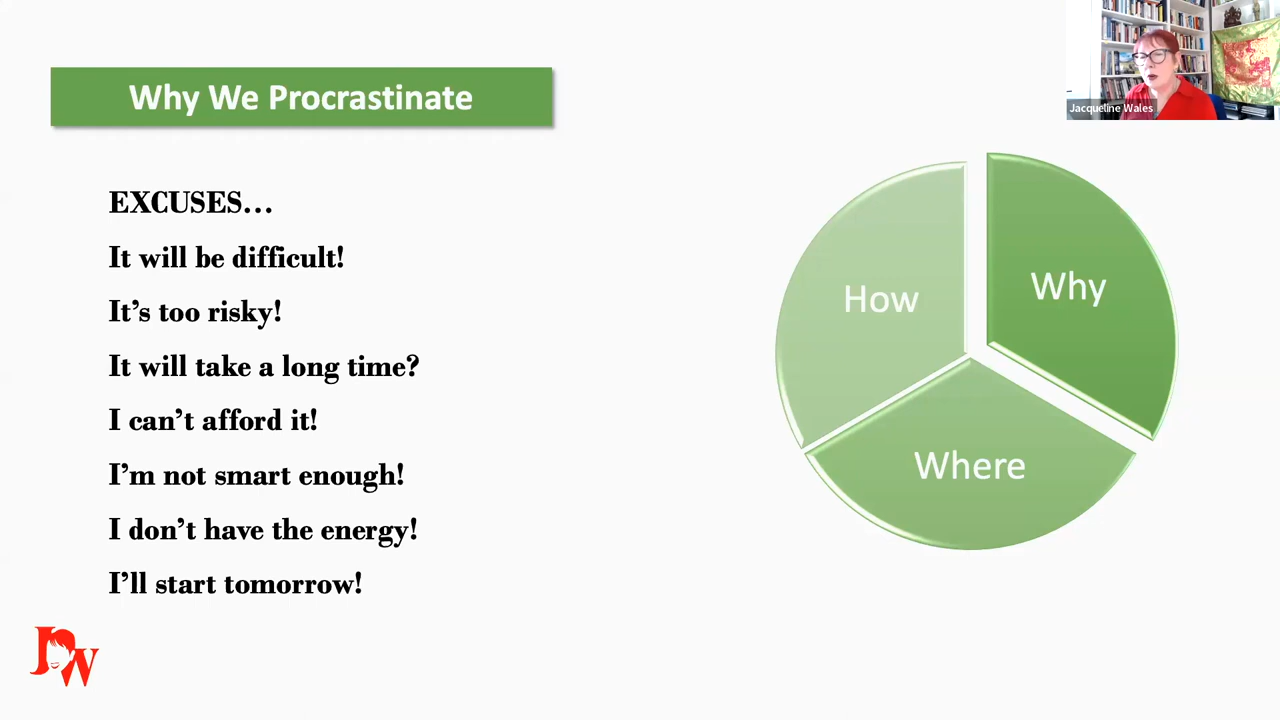 Why We Procrastinate
Jacqueline Wales
EXCUSES...
It will be difficult!
It's too risky!
It will take a long time?
I can't afford it!
I'm not smart enough!
I don't have the energy!
I'll start tomorrow!
How
Why
Where
JW